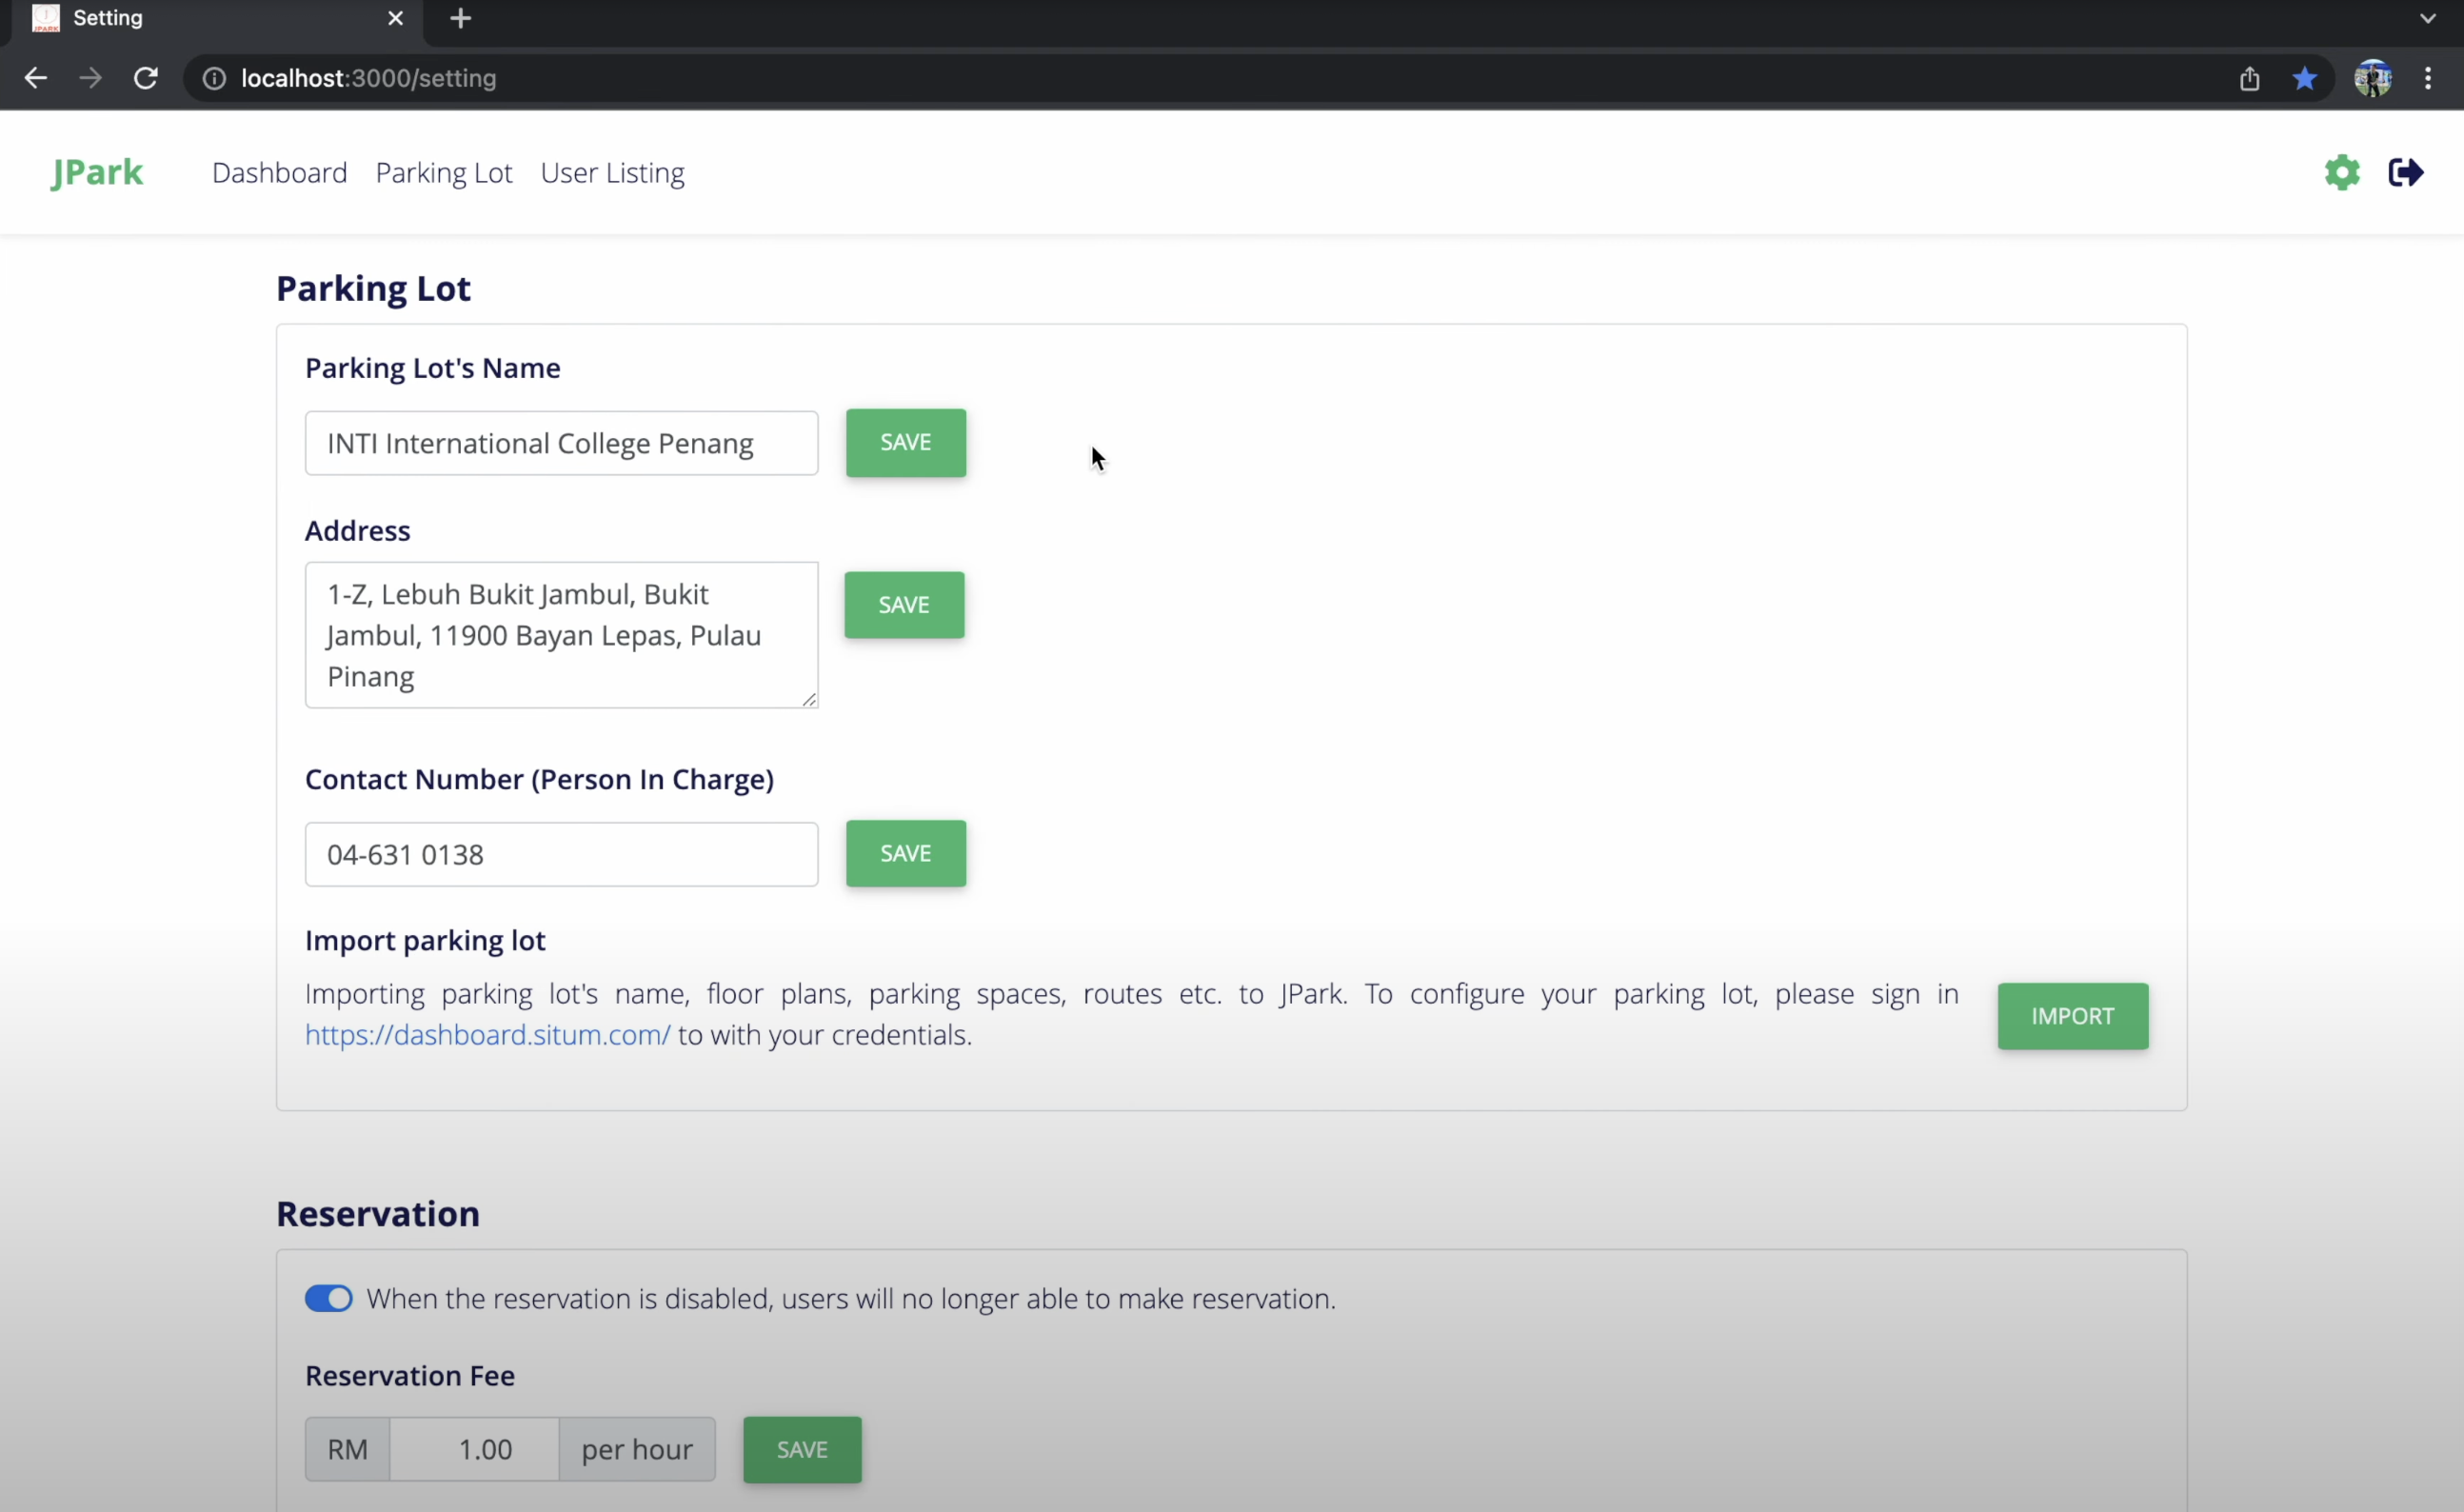 Setting
localhost:3000/setting
JPark
Dashboard
Parking Lot
User Listing
Parking Lot
Parking Lot's Name
INTI International College Penang
SAVE
Address
1-Z, Lebuh Bukit Jambul, Bukit
Jambul, 11900 Bayan Lepas, Pulau
Pinang
SAVE
Contact Number (Person In Charge)
04-631 0138
SAVE
Import parking lot
Importing parking lot's name, floor plans, parking spaces, routes etc. to JPark. To configure your parking lot, please sign in
https://dashboard.situm.com/ to with your credentials.
IMPORT
Reservation
When the reservation is disabled, users will no longer able to make reservation.
Reservation Fee
RM 1.00 per hour
SAVE